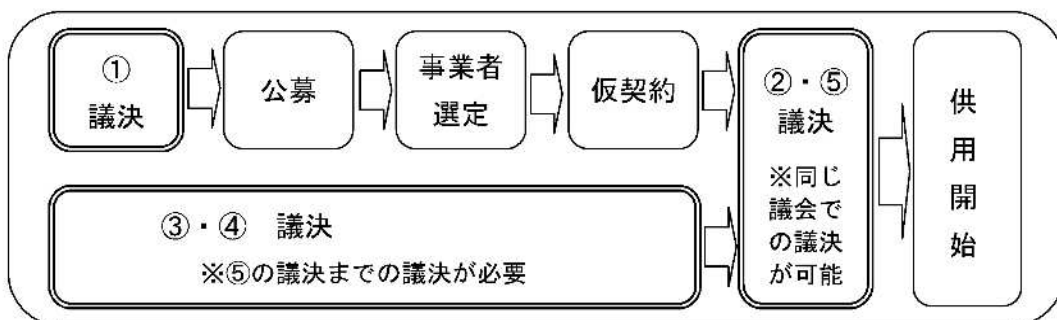 ①
議決
公募
事業者
選定
仮契約
②・⑤
議決
※同じ
議会で
の議決
が可能
供
用
開
始
③・④　議決
※⑤の議決までの議決が必要